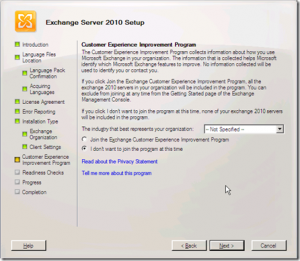 Exchange Server 2010 Setup
Introduction
Language Files
Location
Language Pack
Confirmation
Acquiring
Languages
License Agreement
Error Reporting
Installation Type
Exchange
Organization
Client Settings
Customer Experience
Improvement Program
Readiness Checks
Progress
Completion
Customer Experience Improvement Program
The Customer Experience Improvement Program collects information about how you use
Microsoft Exchange in your organization. The information that is collected helps Microsoft
identify which Microsoft Exchange features to improve. No information collected will be
used to identify you or contact you.
If you click Join the Exchange Customer Experience Improvement Program, all the
exchange 2010 servers in your organization will be included in the program. You can
exclude from joining at any time from the Getting Started page of the Exchange
Management Console.
If you click I don't want to join the program at this time, none of your exchange 2010 servers
will be included in the program.
The industry that best represents your organization:
-- Not Specified --
Join the Exchange Customer Experience Improvement Program
I don't want to join the program at this time
Read about the Privacy Statement
Tell me more about this program
Help
< Back
Next >
Cancel